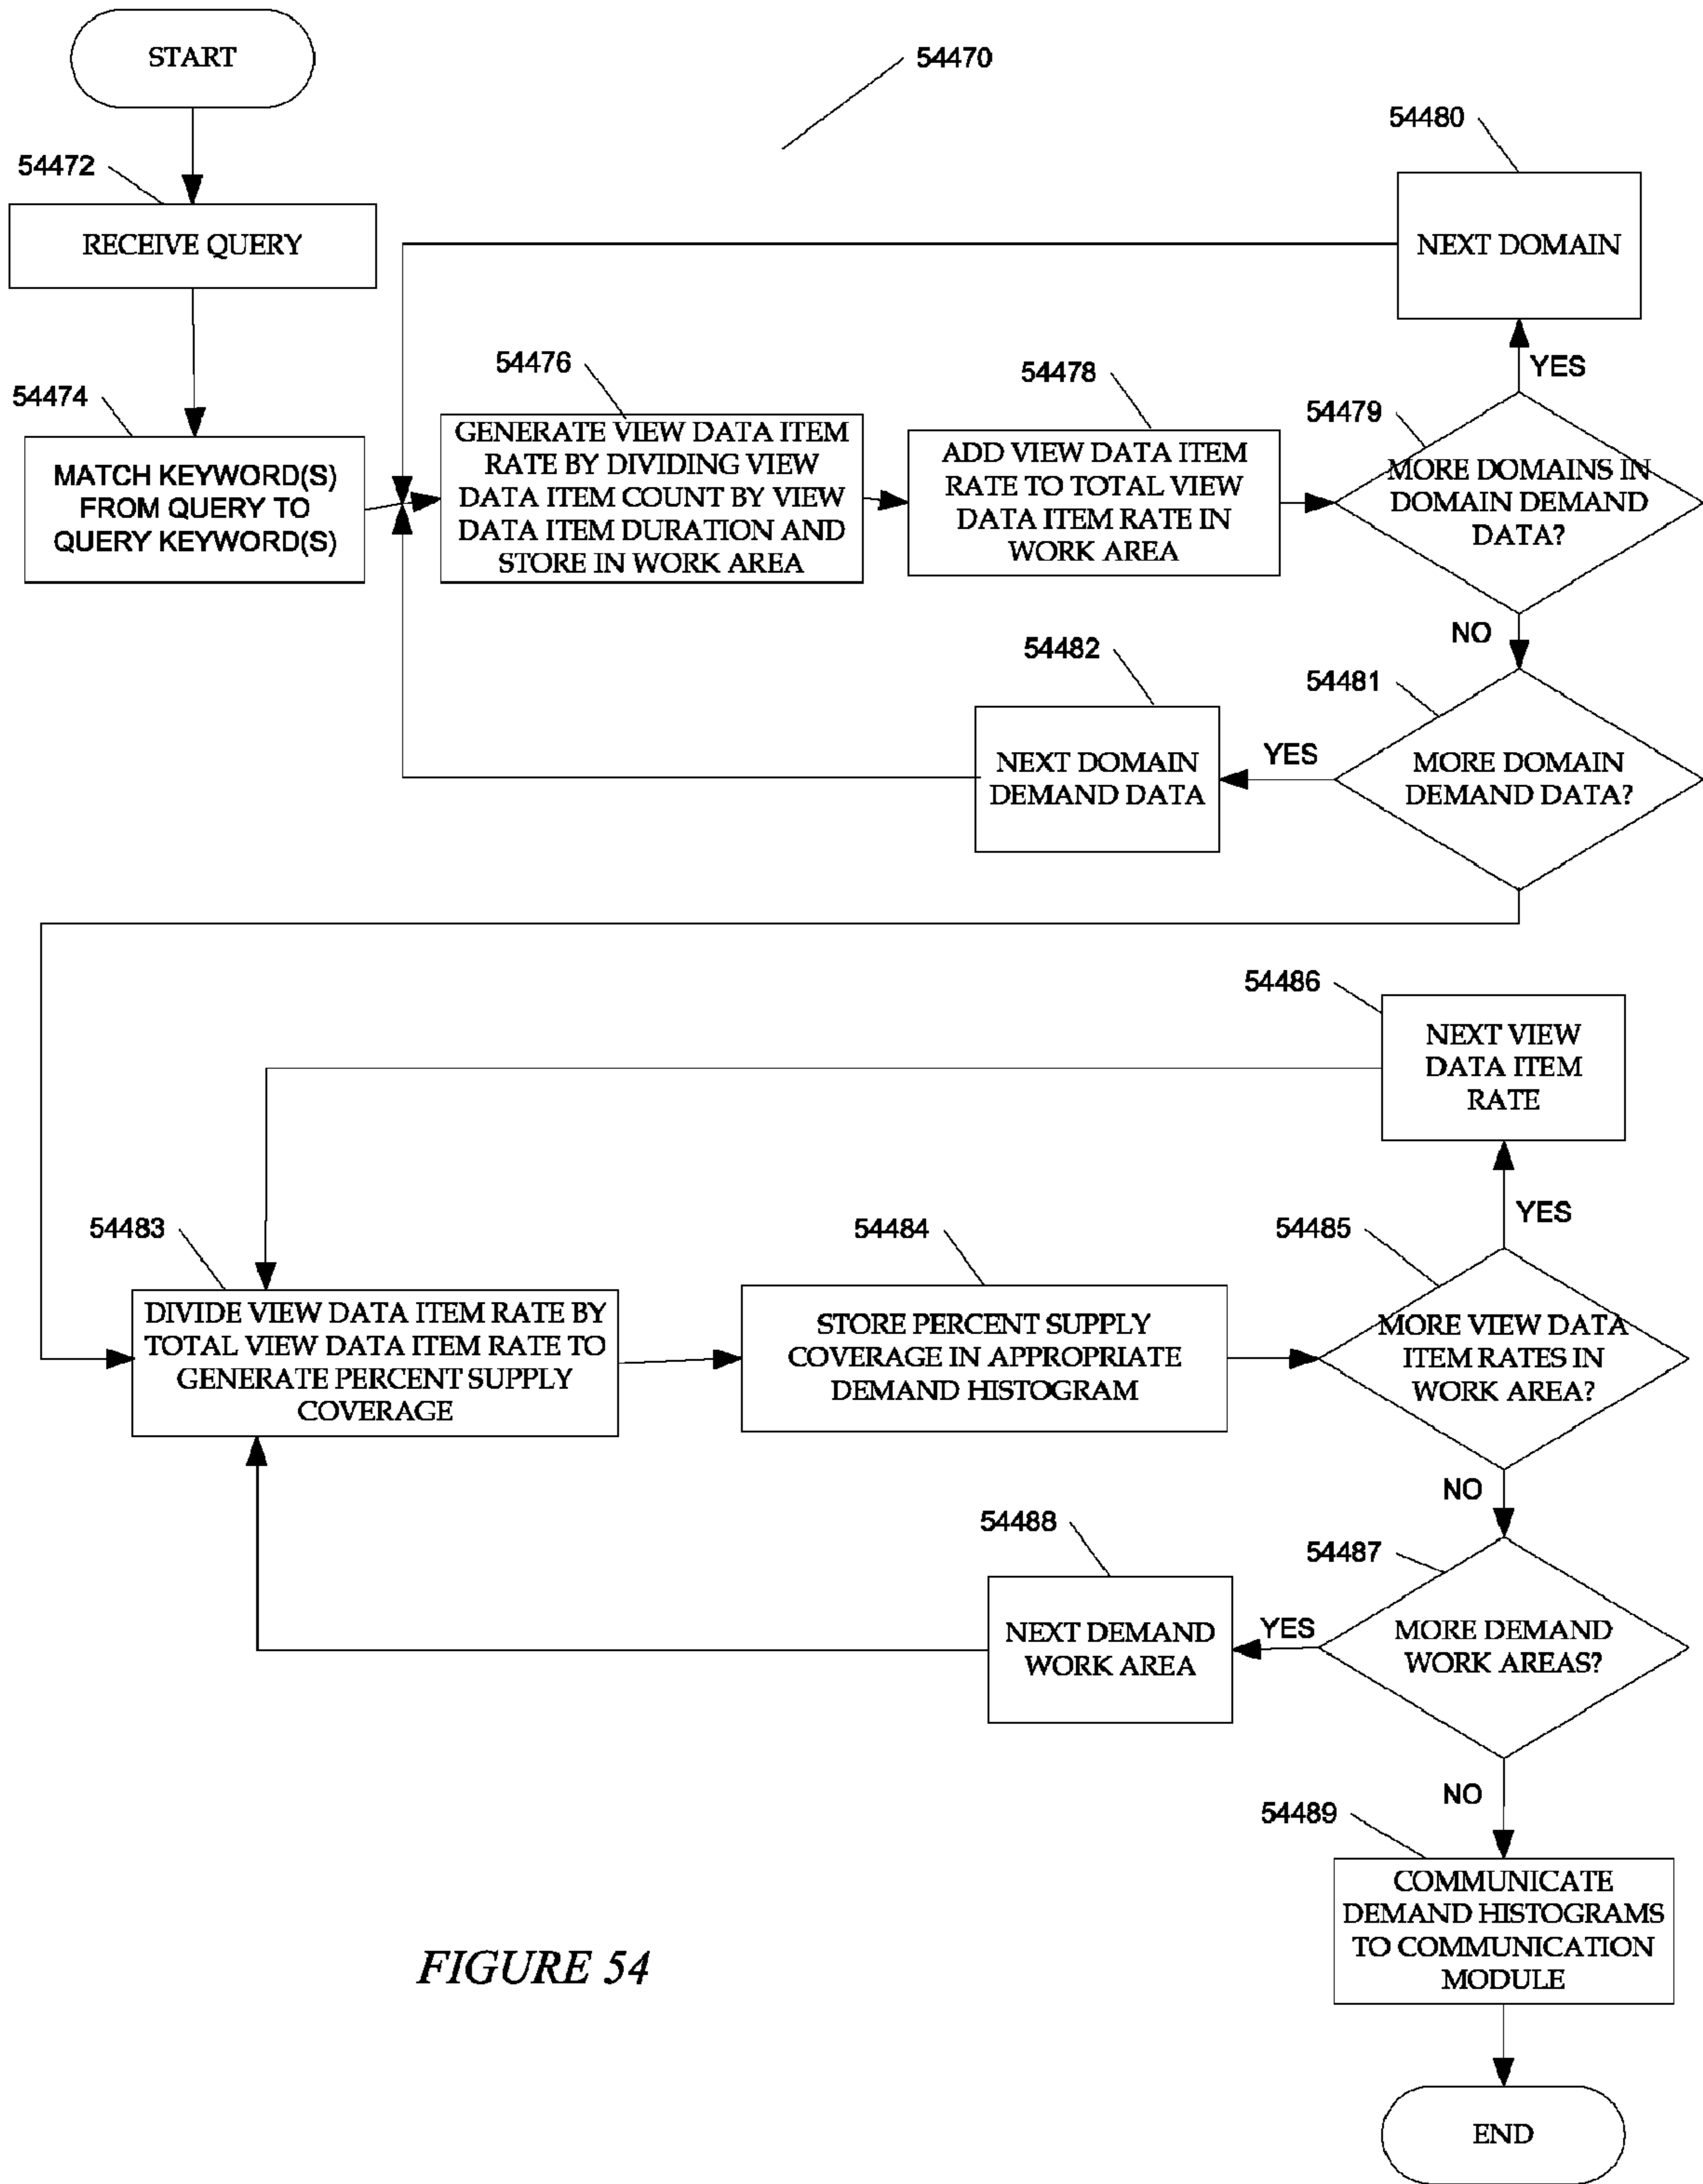 START
54470
54480
54472
RECEIVE QUERY
NEXT DOMAIN
YES
54474
54476
54478
54479
MATCH KEYWORD(S)
FROM QUERY TO
QUERY KEYWORD(S)
GENERATE VIEW DATA ITEM
RATE BY DIVIDING VIEW
DATA ITEM COUNT BY VIEW
DATA ITEM DURATION AND
STORE IN WORK AREA
ADD VIEW DATA ITEM
RATE TO TOTAL VIEW
DATA ITEM RATE IN
WORK AREA
MORE DOMAINS IN
DOMAIN DEMAND
DATA?
NO
54482
54481
NEXT DOMAIN
DEMAND DATA
YES
MORE DOMAIN
DEMAND DATA?
54486
NEXT VIEW
DATA ITEM
RATE
YES
54483
54484
54485
DIVIDE VIEW DATA ITEM RATE BY
TOTAL VIEW DATA ITEM RATE TO
GENERATE PERCENT SUPPLY
COVERAGE
STORE PERCENT SUPPLY
COVERAGE IN APPROPRIATE
DEMAND HISTOGRAM
MORE VIEW DATA
ITEM RATES IN
WORK AREA?
NO
54488
54487
NEXT DEMAND
WORK AREA
YES
MORE DEMAND
WORK AREAS?
NO
54489
COMMUNICATE
DEMAND HISTOGRAMS
TO COMMUNICATION
MODULE
FIGURE 54
END